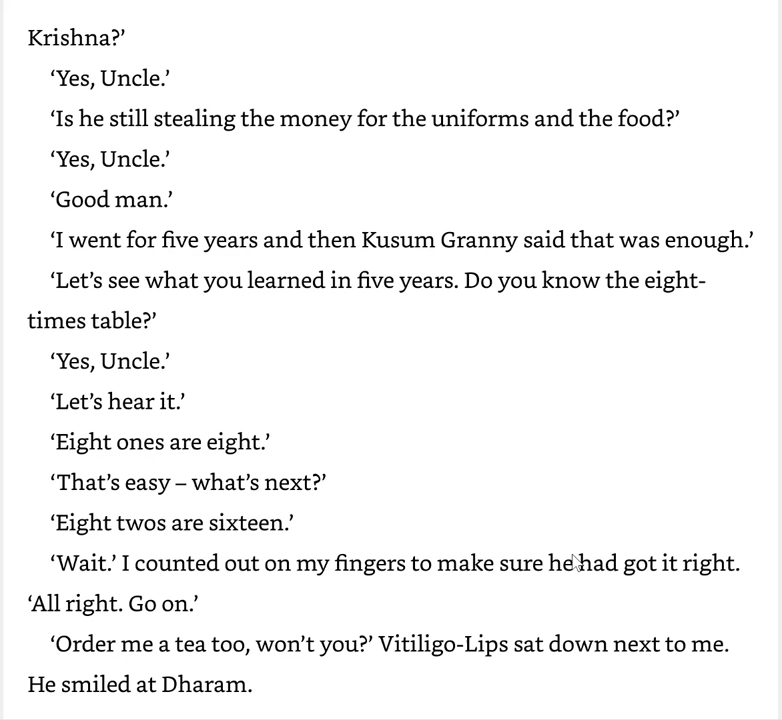 Krishna?’
‘Yes, Uncle.’
‘Is he still stealing the money for the uniforms and the food?’
‘Yes, Uncle.’
‘Good man.’
‘I went for five years and then Kusum Granny said that was enough.’
‘Let’s see what you learned in five years. Do you know the eight-
times table?’
‘Yes, Uncle.’
‘Let’s hear it.’
‘Eight ones are eight.’
‘That’s easy – what’s next?’
‘Eight twos are sixteen.’
‘Wait.’ I counted out on my fingers to make sure he had got it right.
‘All right. Go on.’
‘Order me a tea too, won’t you?’ Vitiligo-Lips sat down next to me.
He smiled at Dharam.